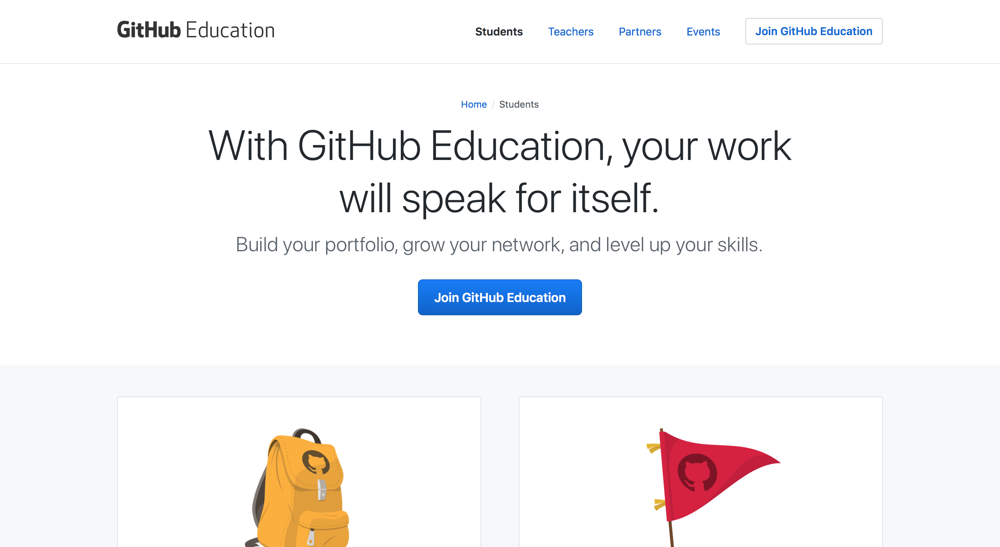 GitHub Education
Students Teachers Partners Events Join GitHub Education
Home / Students
With GitHub Education, your work
will speak for itself.
Build your portfolio, grow your network, and level up your skills.
Join GitHub Education